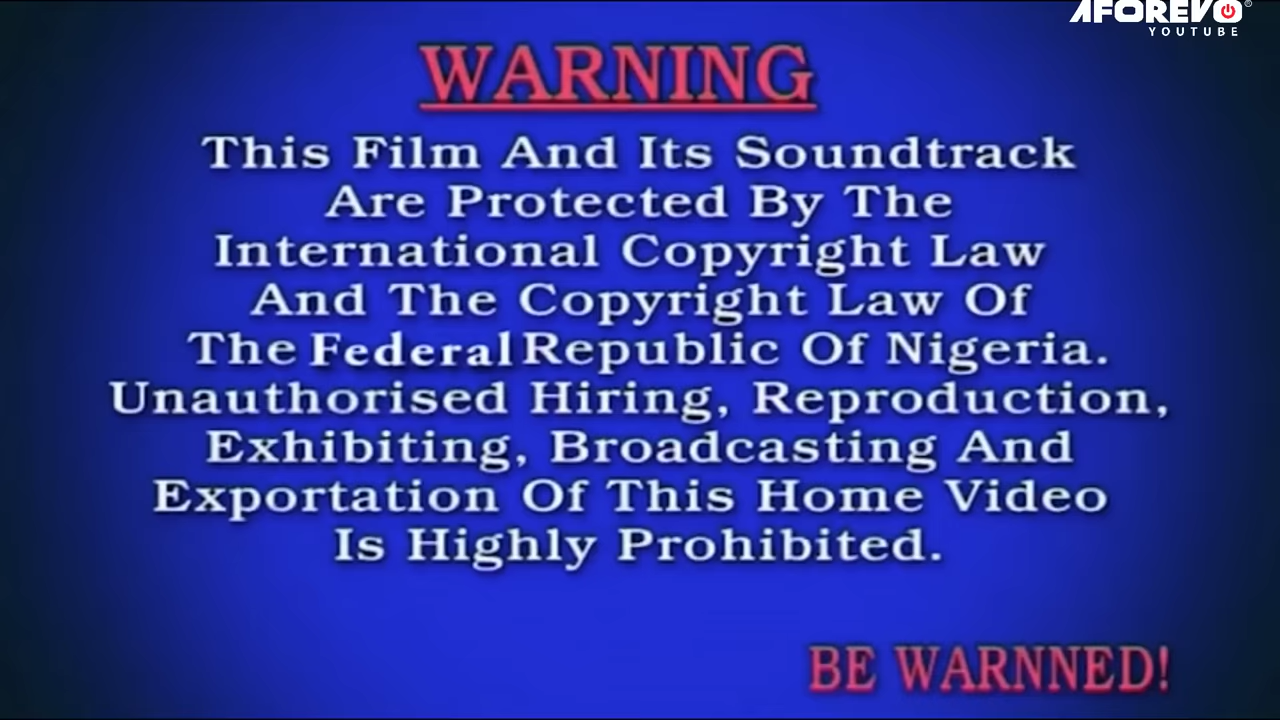 AFOREVO
YOUTUBE
WARNING
This Film And Its Soundtrack
Are Protected By The
International Copyright Law
And The Copyright Law Of
The Federal Republic Of Nigeria.
Unauthorised Hiring, Reproduction,
Exhibiting, Broadcasting And
Exportation Of This Home Video
Is Highly Prohibited.
BE WARNNED!